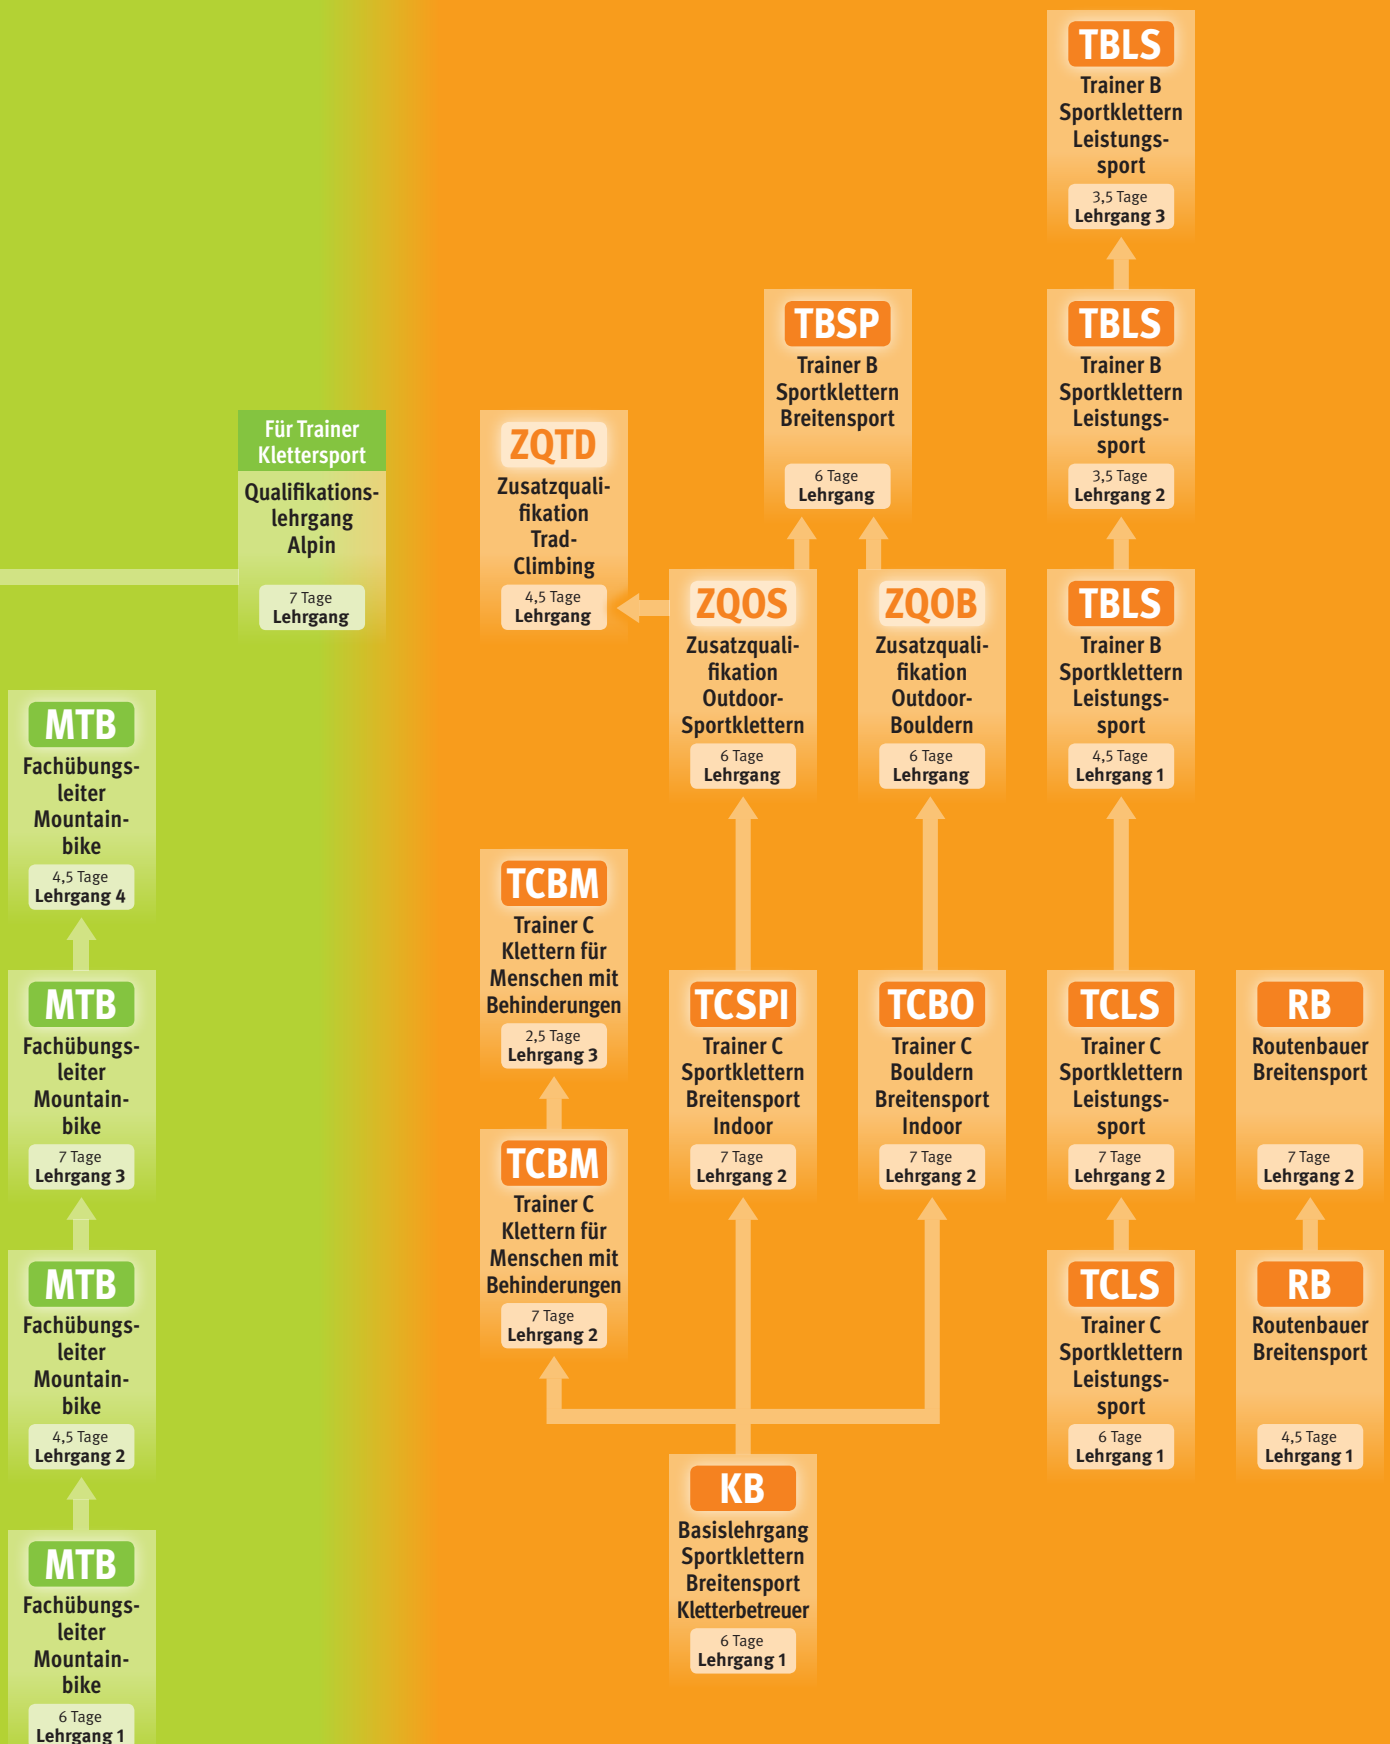 TBLS
Trainer B
Sportklettern
Leistungs-
sport
3,5 Tage
Lehrgang 3
TBSP
Trainer B
Sportklettern
Breitensport
6 Tage
Lehrgang
TBLS
Trainer B
Sportklettern
Leistungs-
sport
3,5 Tage
Lehrgang 2
Für Trainer
Klettersport
Qualifikations-
lehrgang
Alpin
7 Tage
Lehrgang
ZQTD
Zusatzquali-
fikation
Trad-
Climbing
4,5 Tage
Lehrgang
ZQOS
Zusatzquali-
fikation
Outdoor-
Sportklettern
6 Tage
Lehrgang
ZQOB
Zusatzquali-
fikation
Outdoor-
Bouldern
6 Tage
Lehrgang
TBLS
Trainer B
Sportklettern
Leistungs-
sport
4,5 Tage
Lehrgang 1
MTB
Fachübungs-
leiter
Mountain-
bike
4,5 Tage
Lehrgang 4
TCBM
Trainer C
Klettern für
Menschen mit
Behinderungen
2,5 Tage
Lehrgang 3
MTB
Fachübungs-
leiter
Mountain-
bike
7 Tage
Lehrgang 3
TCSPI
Trainer C
Sportklettern
Breitensport
Indoor
7 Tage
Lehrgang 2
TCBO
Trainer C
Bouldern
Breitensport
Indoor
7 Tage
Lehrgang 2
TCLS
Trainer C
Sportklettern
Leistungs-
sport
7 Tage
Lehrgang 2
RB
Routenbauer
Breitensport
7 Tage
Lehrgang 2
TCBM
Trainer C
Klettern für
Menschen mit
Behinderungen
7 Tage
Lehrgang 2
MTB
Fachübungs-
leiter
Mountain-
bike
4,5 Tage
Lehrgang 2
TCLS
Trainer C
Sportklettern
Leistungs-
sport
6 Tage
Lehrgang 1
RB
Routenbauer
Breitensport
4,5 Tage
Lehrgang 1
KB
Basislehrgang
Sportklettern
Breitensport
Kletterbetreuer
6 Tage
Lehrgang 1
MTB
Fachübungs-
leiter
Mountain-
bike
6 Tage
Lehrgang 1